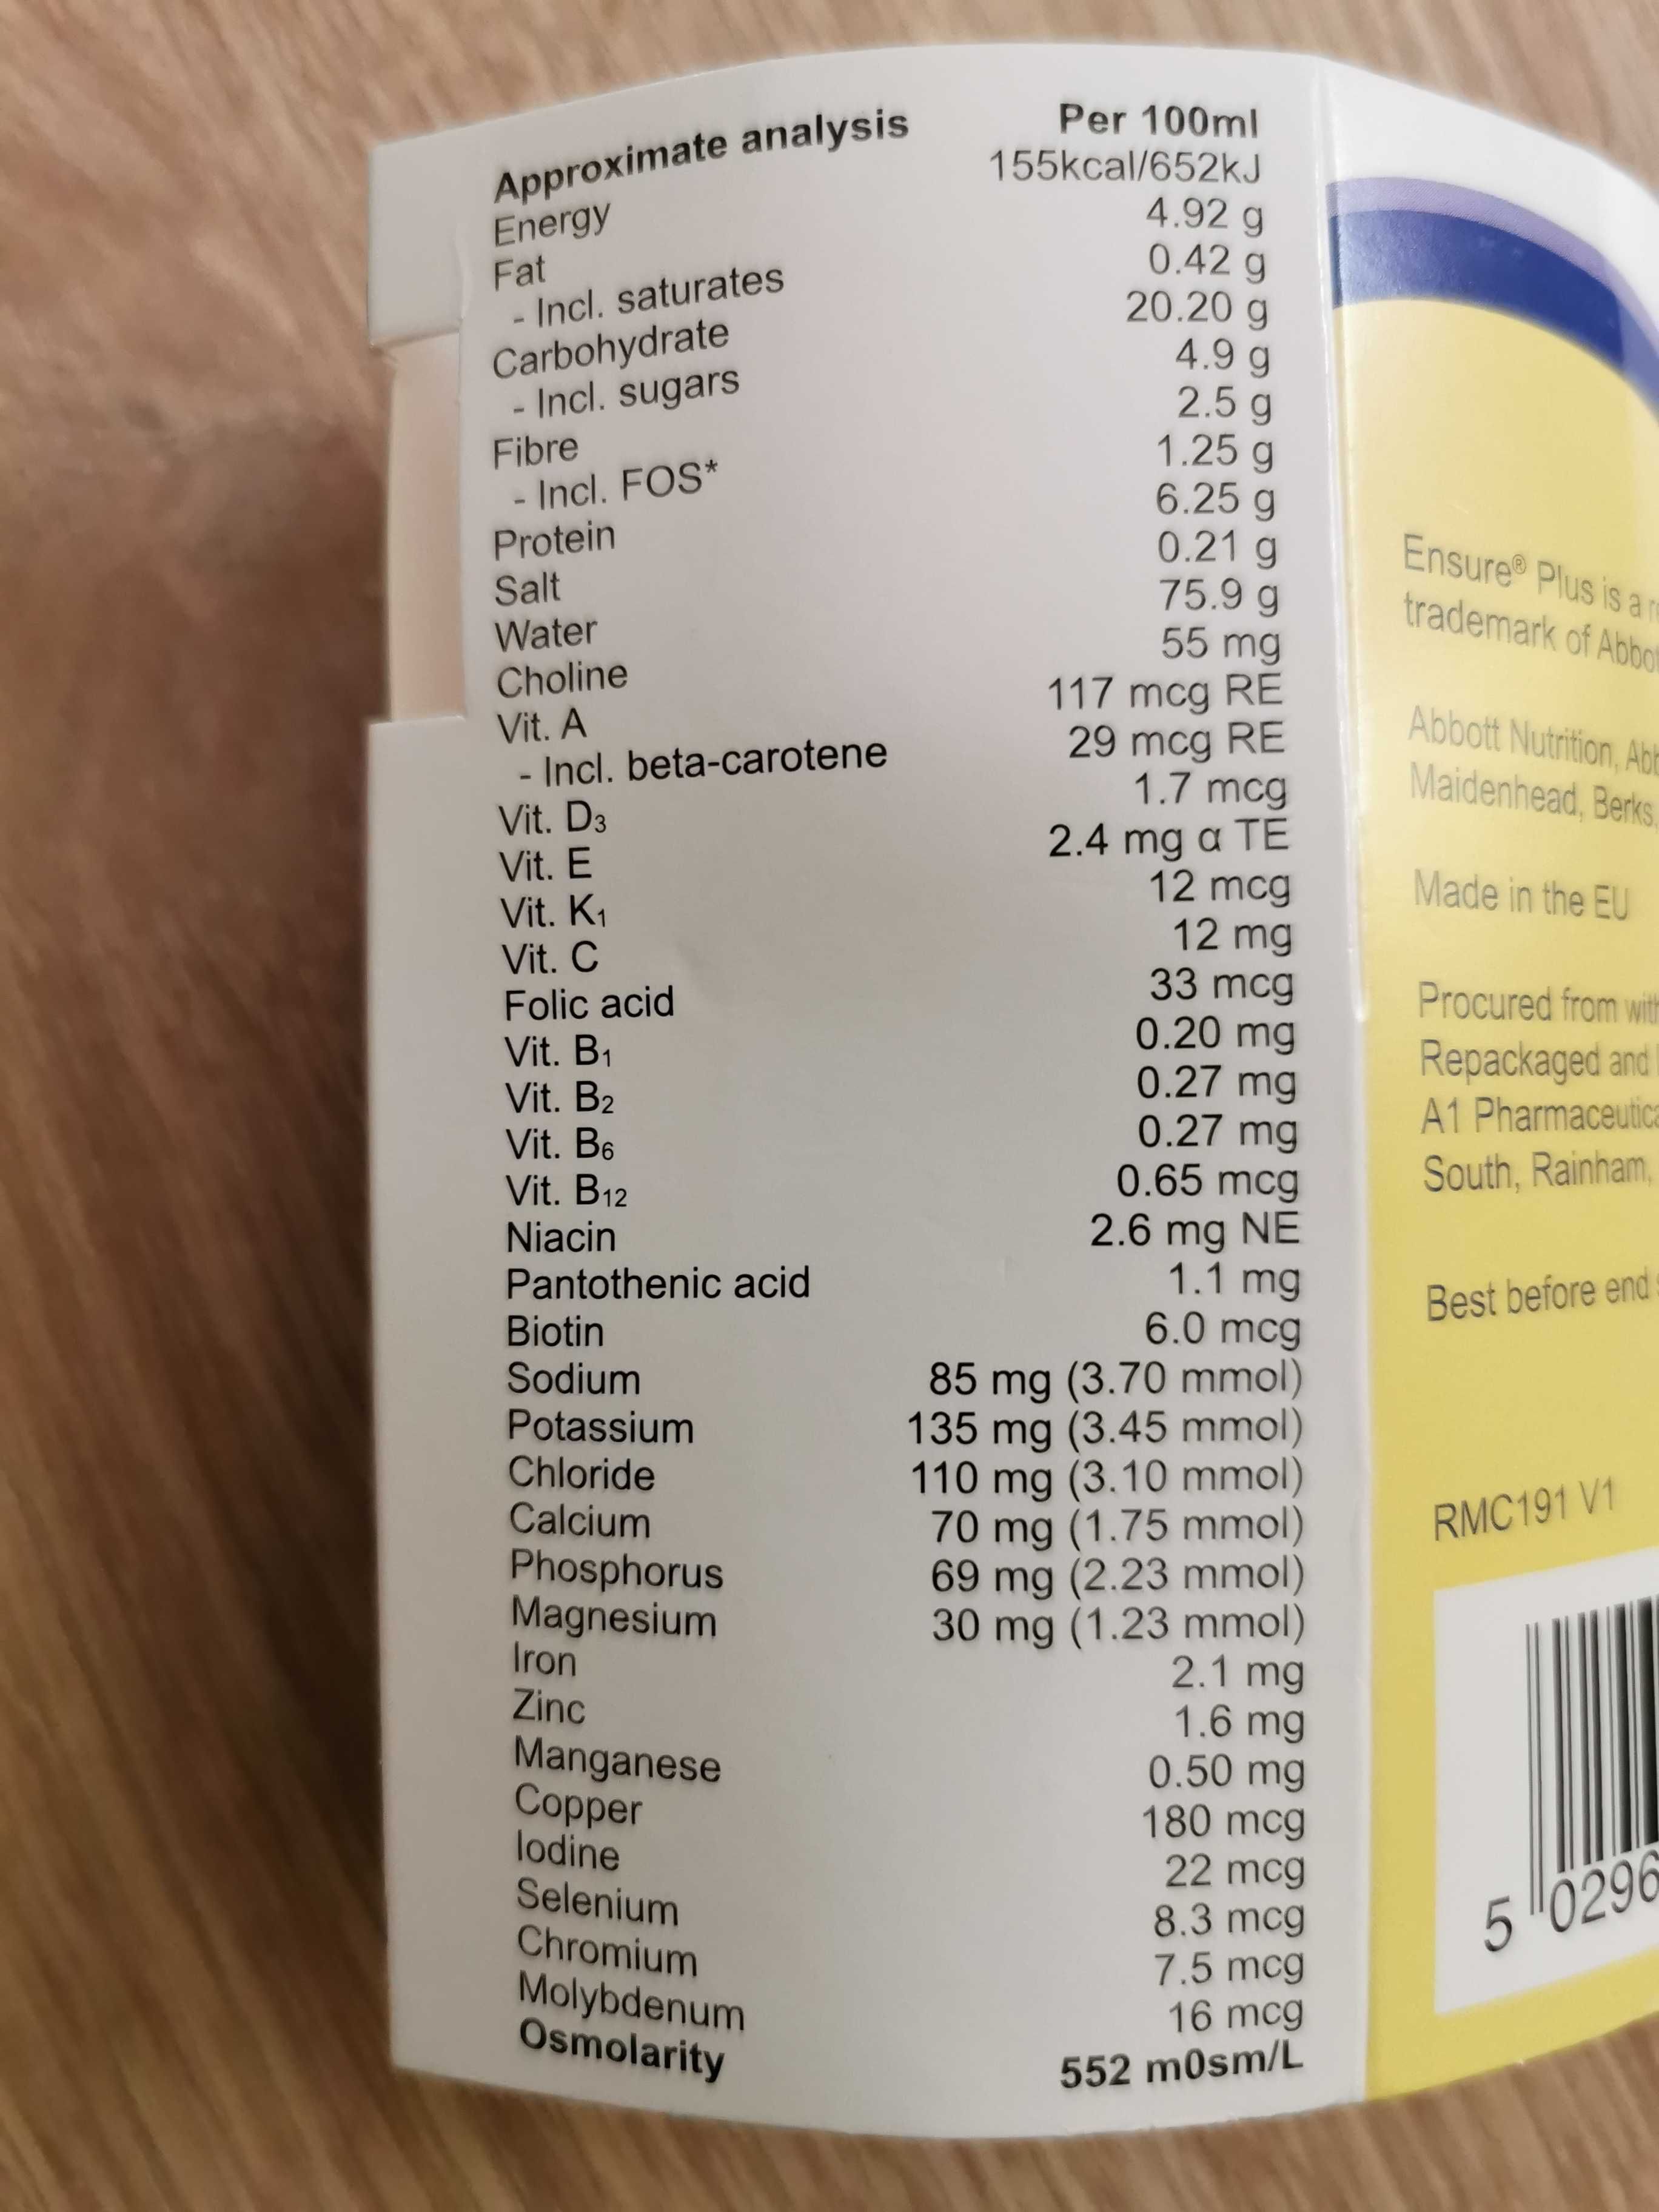 Approximate analysis Per 100ml
Energy 155kcal/652kJ
Fat 4.92 g
- Incl. saturates 0.42 g
Carbohydrate 20.20 g
- Incl. sugars 4.9 g
Fibre 2.5 g
- Incl. FOS* 1.25 g
Protein 6.25 g
Salt 0.21 g
Water 75.9 g
Choline 55 mg
Vit. A 117 mcg RE
- Incl. beta-carotene 29 mcg RE
Vit. D3 1.7 mcg
Vit. E 2.4 mg α TE
Vit. K1 12 mcg
Vit. C 12 mg
Folic acid 33 mcg
Vit. B1 0.20 mg
Vit. B2 0.27 mg
Vit. B6 0.27 mg
Vit. B12 0.65 mcg
Niacin 2.6 mg NE
Pantothenic acid 1.1 mg
Biotin 6.0 mcg
Sodium 85 mg (3.70 mmol)
Potassium 135 mg (3.45 mmol)
Chloride 110 mg (3.10 mmol)
Calcium 70 mg (1.75 mmol)
Phosphorus 69 mg (2.23 mmol)
Magnesium 30 mg (1.23 mmol)
Iron 2.1 mg
Zinc 1.6 mg
Manganese 0.50 mg
Copper 180 mcg
Iodine 22 mcg
Selenium 8.3 mcg
Chromium 7.5 mcg
Molybdenum 16 mcg
Osmolarity 552 m0sm/L
Ensure® Plus is a
trademark of
Abbott Nutrition,
Maidenhead, Berks,
Made in the EU
Procured from
Repackaged and
A1
South, Rainham,
Best before end
RMC191 V1
5 0296